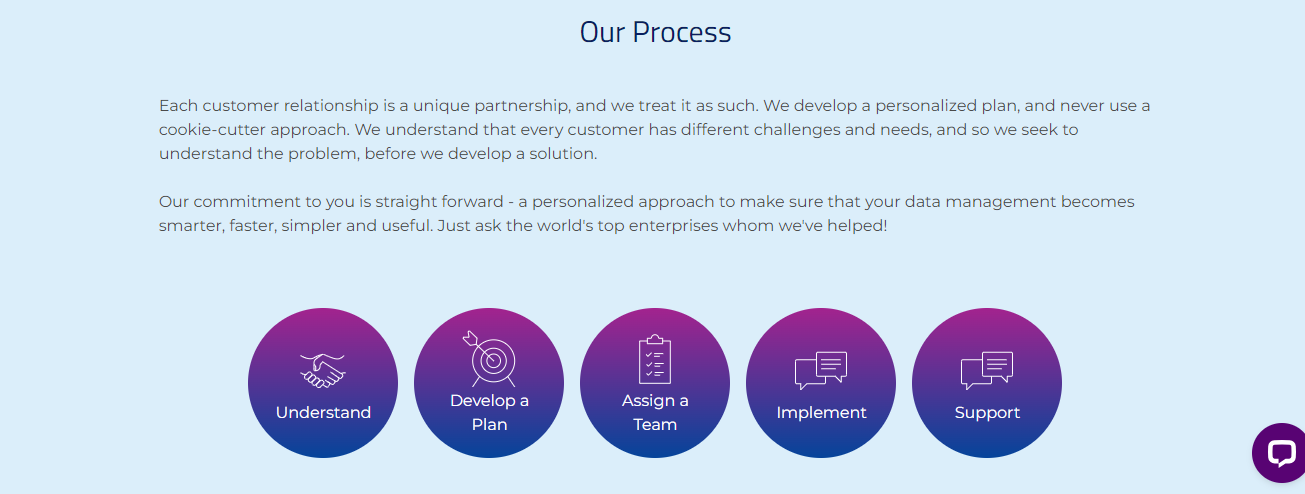 Our Process
Each customer relationship is a unique partnership, and we treat it as such. We develop a personalized plan, and never use a
cookie-cutter approach. We understand that every customer has different challenges and needs, and so we seek to
understand the problem, before we develop a solution.
Our commitment to you is straight forward - a personalized approach to make sure that your data management becomes
smarter, faster, simpler and useful. Just ask the world's top enterprises whom we've helped!
Understand
Develop a
Plan
Assign a
Team
Implement
Support